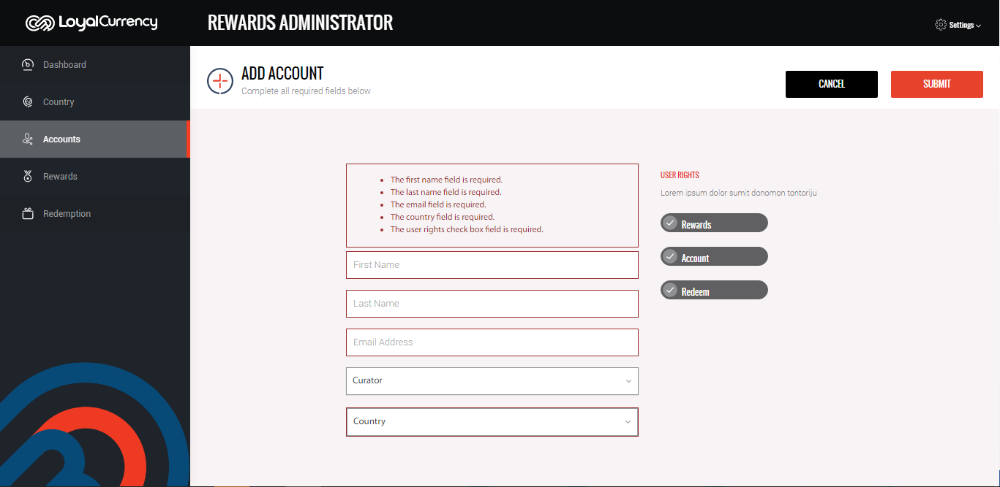 LoyalCurrency
REWARDS ADMINISTRATOR
Settings
Dashboard
Country
Accounts
Rewards
Redemption
ADD ACCOUNT
Complete all required fields below
CANCEL
SUBMIT
The first name field is required.
The last name field is required.
The email field is required.
The country field is required.
The user rights check box field is required.
First Name
Last Name
Email Address
Curator
Country
USER RIGHTS
Lorem ipsum dolor sumit donomon tontoriju
Rewards
Account
Redeem